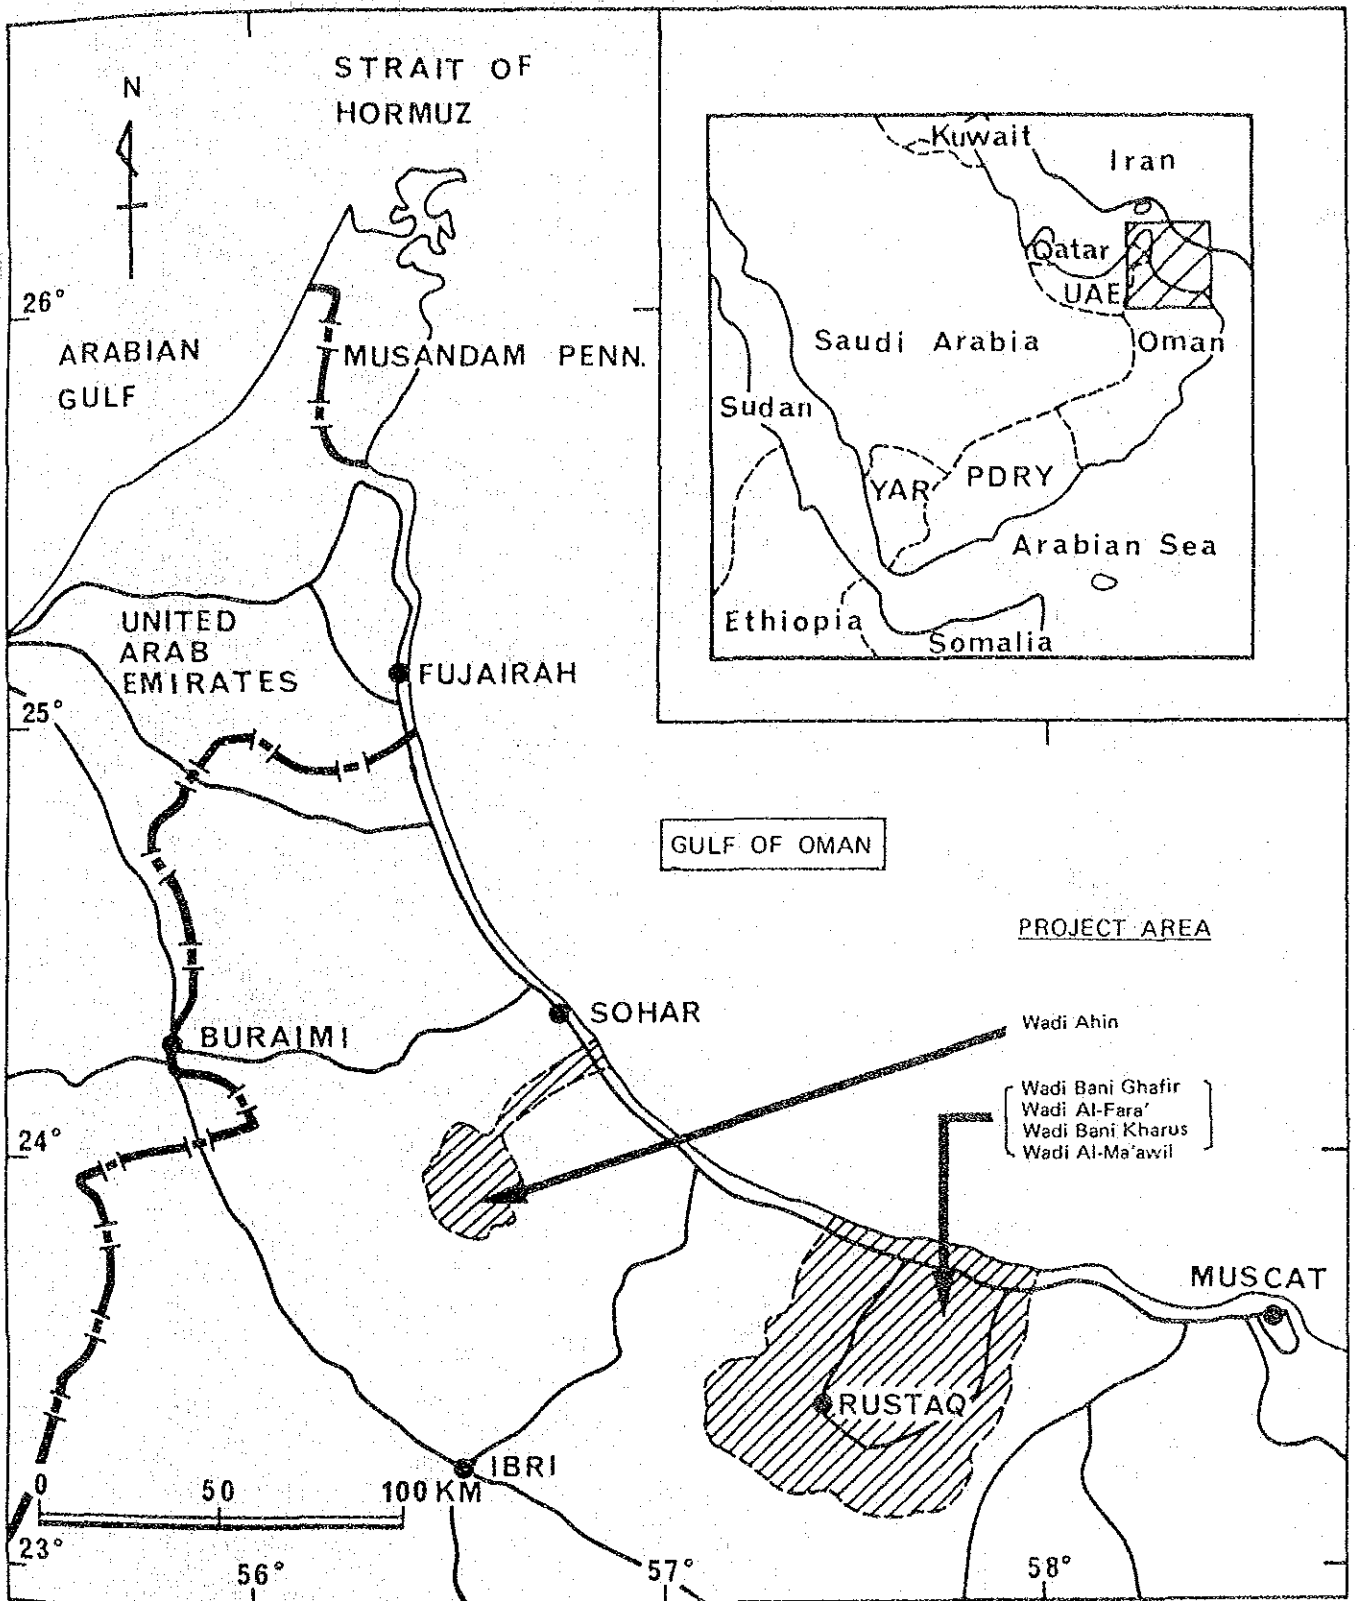 STRAIT OF
HORMUZ
N
Kuwait
Iran
Qatar
UAE
Saudi Arabia
Oman
Sudan
YAR
PDRY
Arabian Sea
Ethiopia
Somalia
26°
ARABIAN
GULF
MUSANDAM PENN.
UNITED
ARAB
EMIRATES
FUJAIRAH
25°
GULF OF OMAN
PROJECT AREA
SOHAR
Wadi Ahin
BURAIMI
Wadi Bani Ghafir
Wadi Al-Fara'
Wadi Bani Kharus
Wadi Al-Ma'awil
24°
MUSCAT
RUSTAQ
IBRI
0 50 100 KM
23°
56° 57° 58°